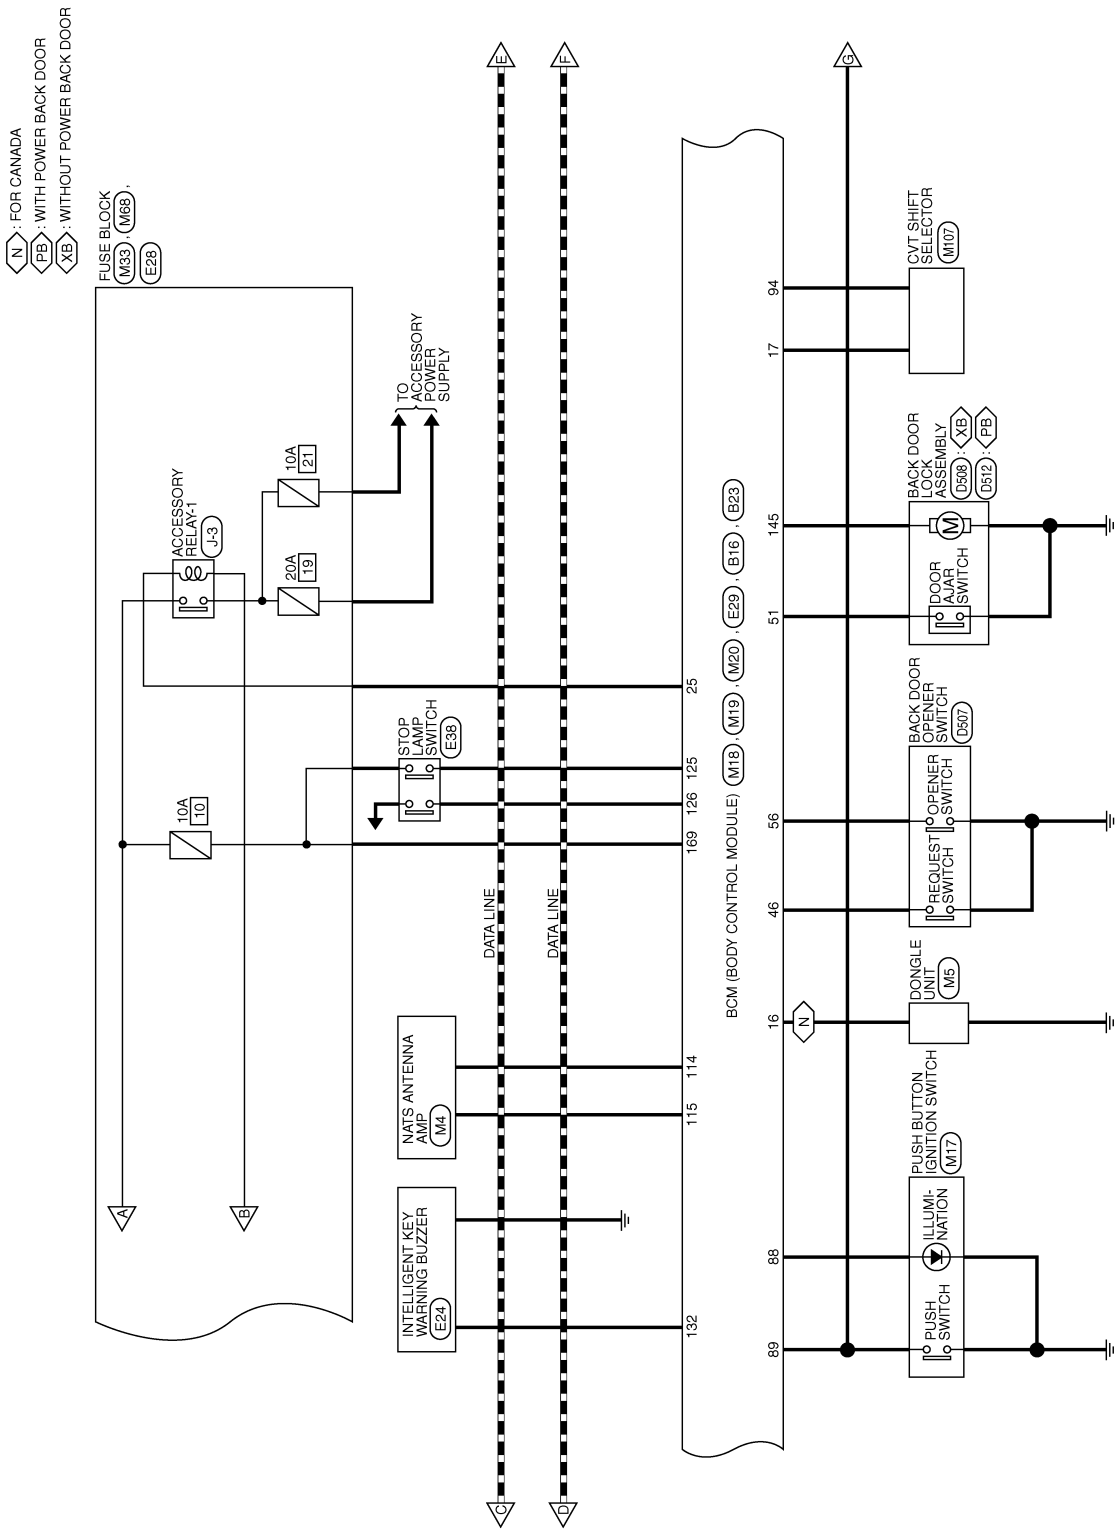 N : FOR CANADA
PB : WITH POWER BACK DOOR
XB : WITHOUT POWER BACK DOOR
FUSE BLOCK
M33 , M68 ,
E28
A
B
10A
10
ACCESSORY
RELAY-1
J-3
20A
19
10A
21
TO
ACCESSORY
POWER
SUPPLY
INTELLIGENT KEY
WARNING BUZZER
E24
NATS ANTENNA
AMP
M4
STOP
LAMP
SWITCH
E38
C
DATA LINE
E
D
DATA LINE
F
132
115
114
169
126
125
25
BCM (BODY CONTROL MODULE) M18 , M19 , M20 , E29 , B16 , B23
89
88
16
46
56
51
145
17
94
N
G
PUSH BUTTON
IGNITION SWITCH
M17
PUSH
SWITCH
ILLUMI-
NATION
DONGLE
UNIT
M5
BACK DOOR
OPENER
SWITCH
D507
REQUEST
SWITCH
OPENER
SWITCH
BACK DOOR
LOCK
ASSEMBLY
D508 : XB
D512 : PB
DOOR
AJAR
SWITCH
M
CVT SHIFT
SELECTOR
M107